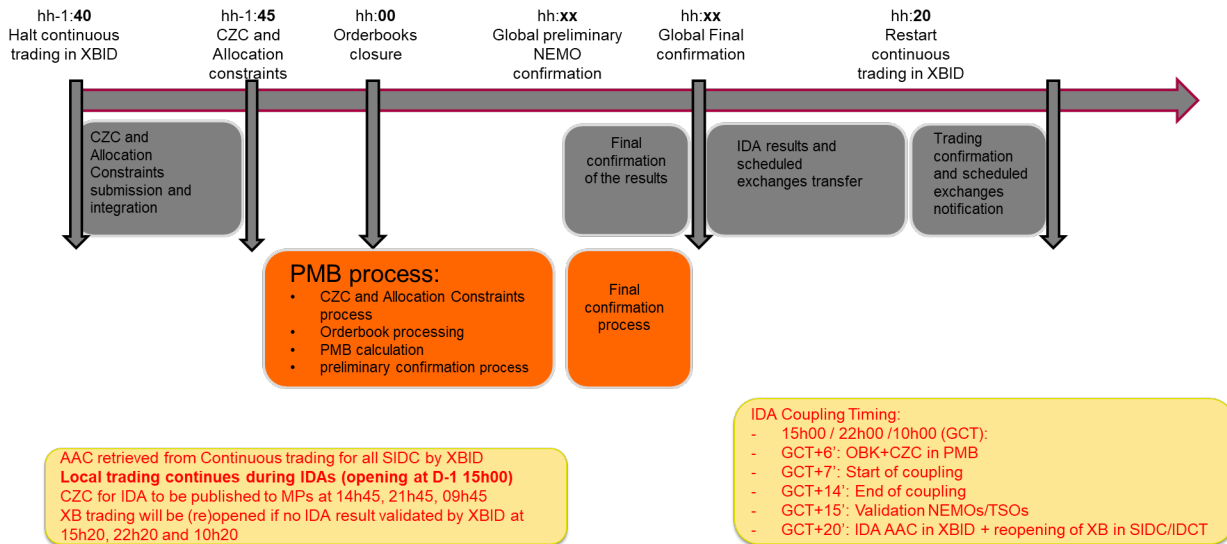 hh-1:40
Halt continuous
trading in XBID
hh-1:45
CZC and
Allocation
constraints
hh:00
Orderbooks
closure
hh:xx
Global preliminary
NEMO
confirmation
hh:xx
Global Final
confirmation
hh:20
Restart
continuous
trading in XBID
CZC and
Allocation
Constraints
submission and
integration
Final
confirmation
of the results
IDA results and
scheduled
exchanges transfer
Trading
confirmation
and scheduled
exchanges
notification
PMB process:
• CZC and Allocation Constraints
process
• Orderbook processing
• PMB calculation
• preliminary confirmation process
Final
confirmation
process
AAC retrieved from Continuous trading for all SIDC by XBID
Local trading continues during IDAs (opening at D-1 15h00)
CZC for IDA to be published to MPs at 14h45, 21h45, 09h45
XB trading will be (re)opened if no IDA result validated by XBID at
15h20, 22h20 and 10h20
IDA Coupling Timing:
- 15h00 / 22h00 /10h00 (GCT):
- GCT+6’: OBK+CZC in PMB
- GCT+7’: Start of coupling
- GCT+14’: End of coupling
- GCT+15’: Validation NEMOs/TSOs
- GCT+20’: IDA AAC in XBID + reopening of XB in SIDC/IDCT